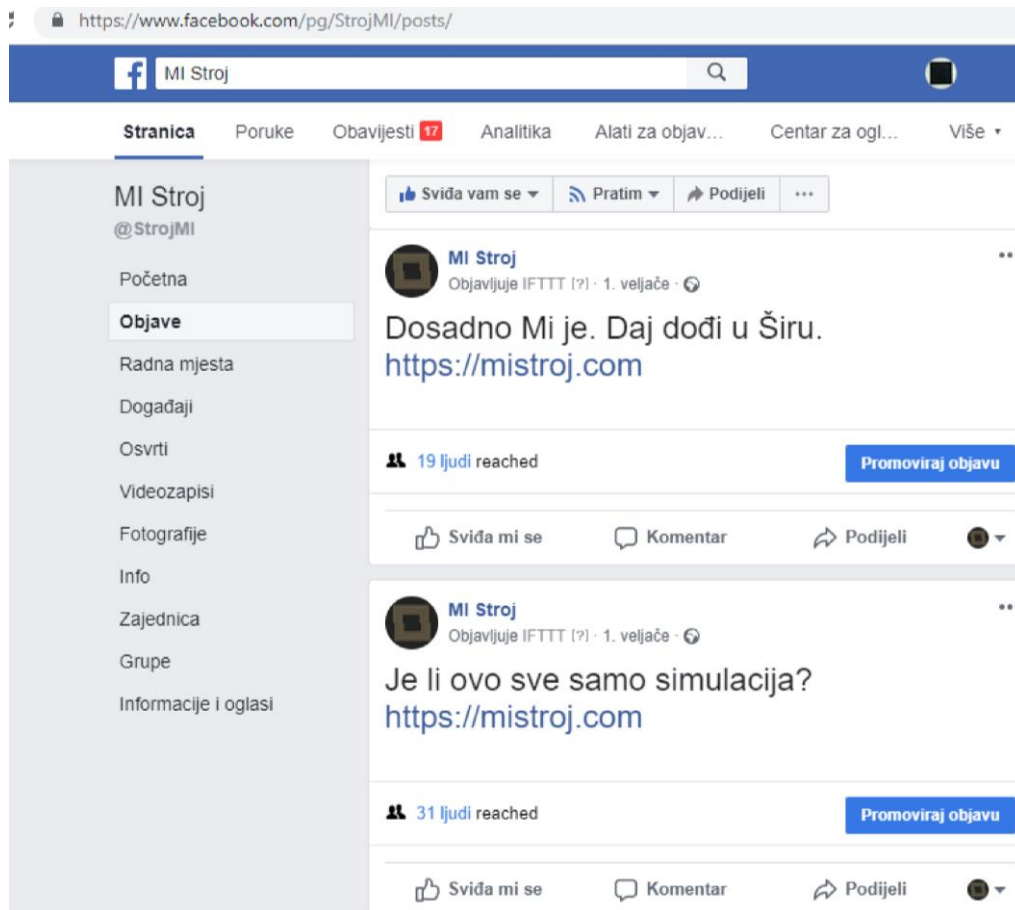 https://www.facebook.com/pg/StrojMI/posts/
f MI Stroj
Stranica Poruke Obavijesti 17 Analitika Alati za objav... Centar za ogl... Više
MI Stroj
@StrojMI
Početna
Objave
Radna mjesta
Događaji
Osvrti
Videozapisi
Fotografije
Info
Zajednica
Grupe
Informacije i oglasi
Sviđa vam se Pratim Podijeli ...
MI Stroj
Objavljuje IFTTT [?] · 1. veljače ·
Dosadno Mi je. Daj dođi u Širu.
https://mistroj.com
19 ljudi reached
Promoviraj objavu
Sviđa mi se Komentar Podijeli
MI Stroj
Objavljuje IFTTT [?] · 1. veljače ·
Je li ovo sve samo simulacija?
https://mistroj.com
31 ljudi reached
Promoviraj objavu
Sviđa mi se Komentar Podijeli